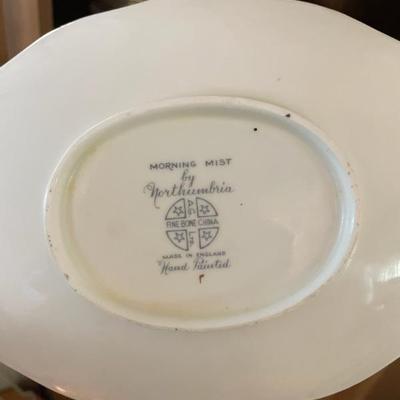 MORNING MIST
by
Northumbria
FINE BONE CHINA
MADE IN ENGLAND
Hand Painted